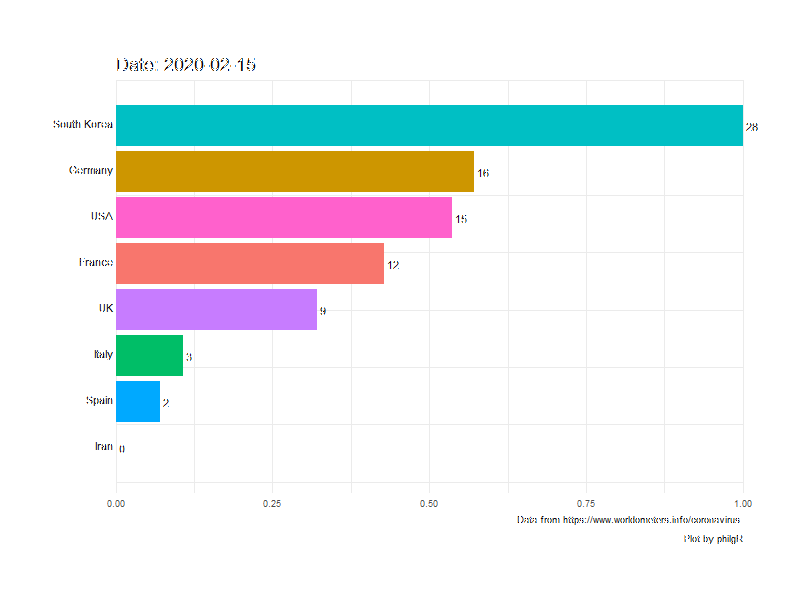 Date: 2020-02-15
South Korea 28
Germany 16
USA 15
France 12
UK 9
Italy 3
Spain 2
Iran 0
0.00 0.25 0.50 0.75 1.00
Data from https://www.worldometers.info/coronavirus
Plot by philgR